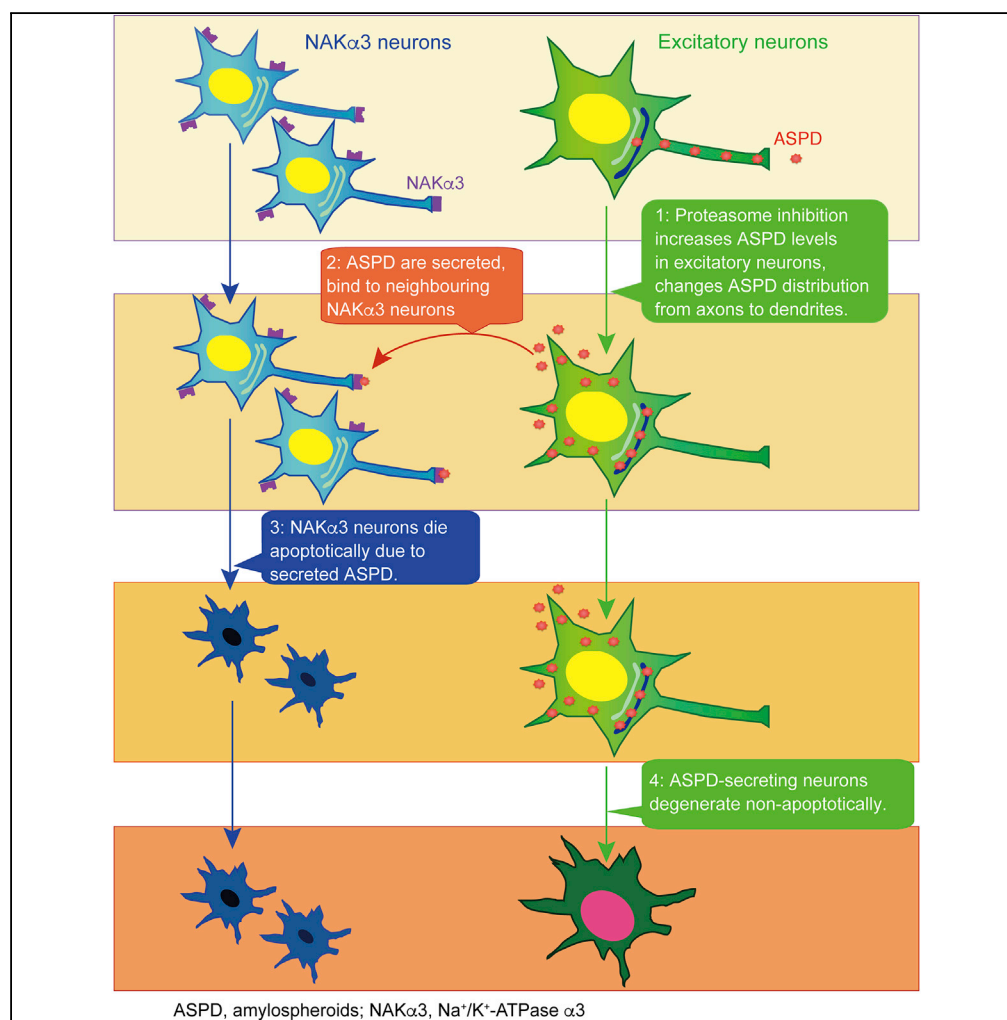 NAKα3 neurons
Excitatory neurons
ASPD
NAKα3
1: Proteasome inhibition
increases ASPD levels
in excitatory neurons,
changes ASPD distribution
from axons to dendrites.
2: ASPD are secreted,
bind to neighbouring
NAKα3 neurons
3: NAKα3 neurons die
apoptotically due to
secreted ASPD.
4: ASPD-secreting neurons
degenerate non-apoptotically.
ASPD, amylospheroids; NAKα3, Na⁺/K⁺-ATPase α3